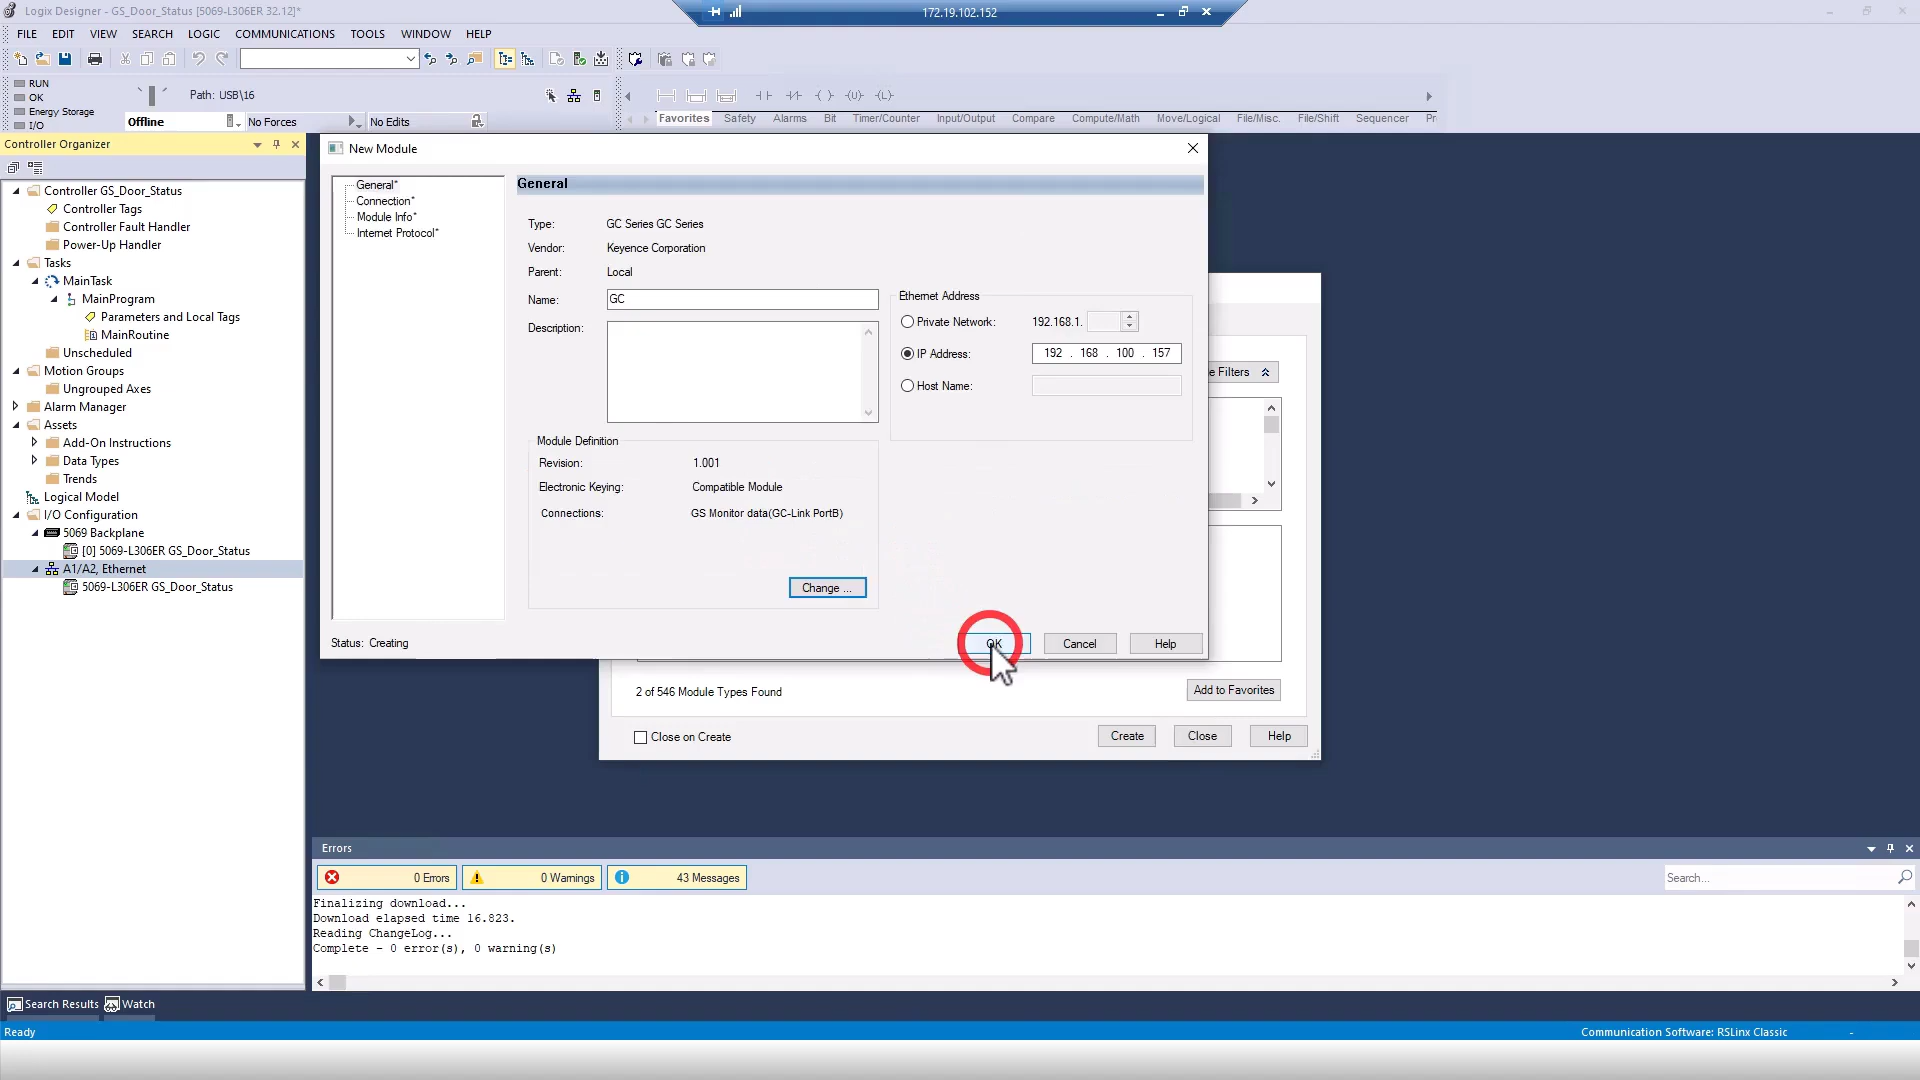 Logix Designer - GS_Door_Status [5069-L306ER 32.12]*
172.19.102.152
FILE EDIT VIEW SEARCH LOGIC COMMUNICATIONS TOOLS WINDOW HELP
RUN
OK
Energy Storage
I/O
Path: USB\16
Offline
No Forces
No Edits
Favorites Safety Alarms Bit Timer/Counter Input/Output Compare Compute/Math Move/Logical File/Misc. File/Shift Sequencer Pr
Controller Organizer
Controller GS_Door_Status
Controller Tags
Controller Fault Handler
Power-Up Handler
Tasks
MainTask
MainProgram
Parameters and Local Tags
MainRoutine
Unscheduled
Motion Groups
Ungrouped Axes
Alarm Manager
Assets
Add-On Instructions
Data Types
Trends
Logical Model
I/O Configuration
5069 Backplane
[0] 5069-L306ER GS_Door_Status
A1/A2, Ethernet
5069-L306ER GS_Door_Status
New Module
General*
Connection*
Module Info*
Internet Protocol*
General
Type: GC Series GC Series
Vendor: Keyence Corporation
Parent: Local
Name: GC
Description:
Ethernet Address
Private Network: 192.168.1.
IP Address: 192 . 168 . 100 . 157
Host Name:
Module Definition
Revision: 1.001
Electronic Keying: Compatible Module
Connections: GS Monitor data(GC-Link PortB)
Change ...
Status: Creating
OK Cancel Help
e Filters
2 of 546 Module Types Found
Add to Favorites
Close on Create
Create Close Help
Errors
0 Errors
0 Warnings
43 Messages
Search...
Finalizing download...
Download elapsed time 16.823.
Reading ChangeLog...
Complete - 0 error(s), 0 warning(s)
Search Results Watch
Ready
Communication Software: RSLinx Classic